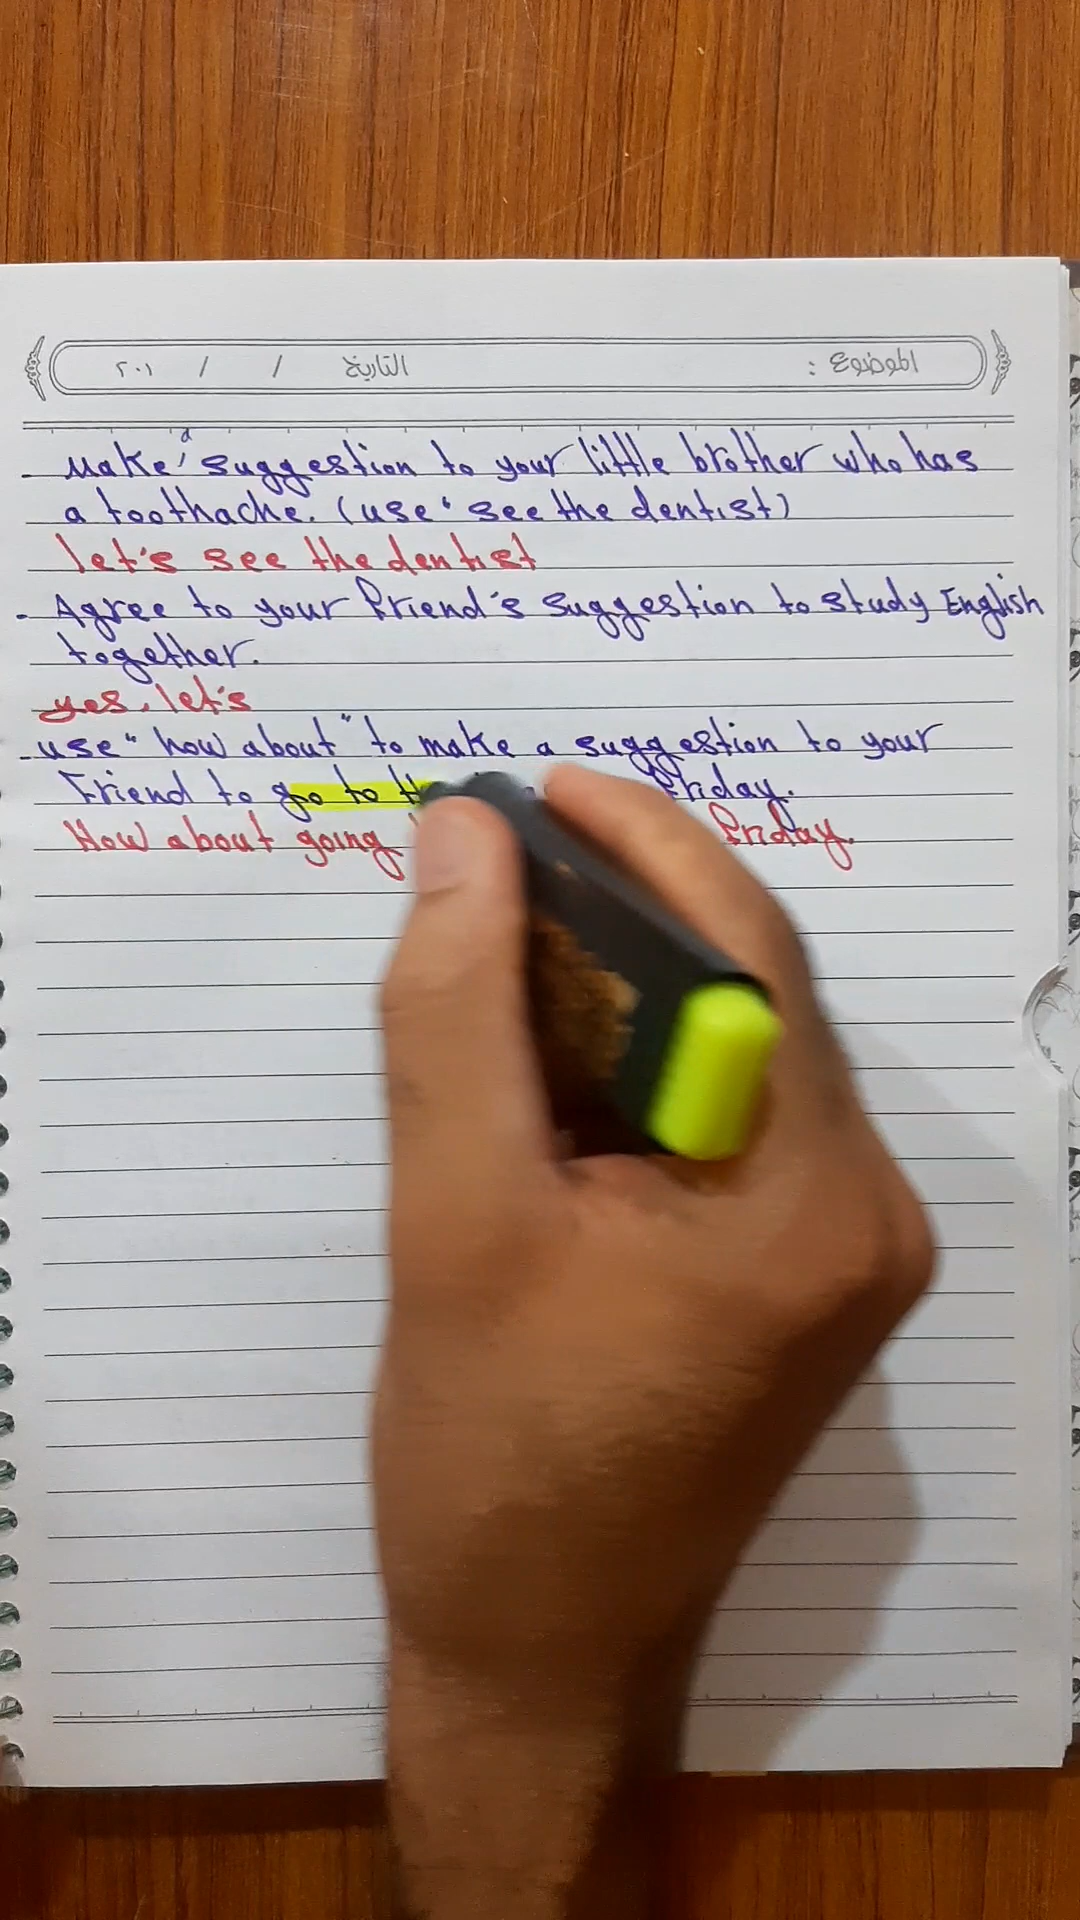 الموضوع : التاريخ / / ٢٠١
- Make a suggestion to your little brother who has
a toothache. (use " see the dentist)
let's see the dentist
- Agree to your friend's suggestion to study English
together.
yes, let's
- use " how about " to make a suggestion to your
Friend to go to Friday.
How about going Friday.